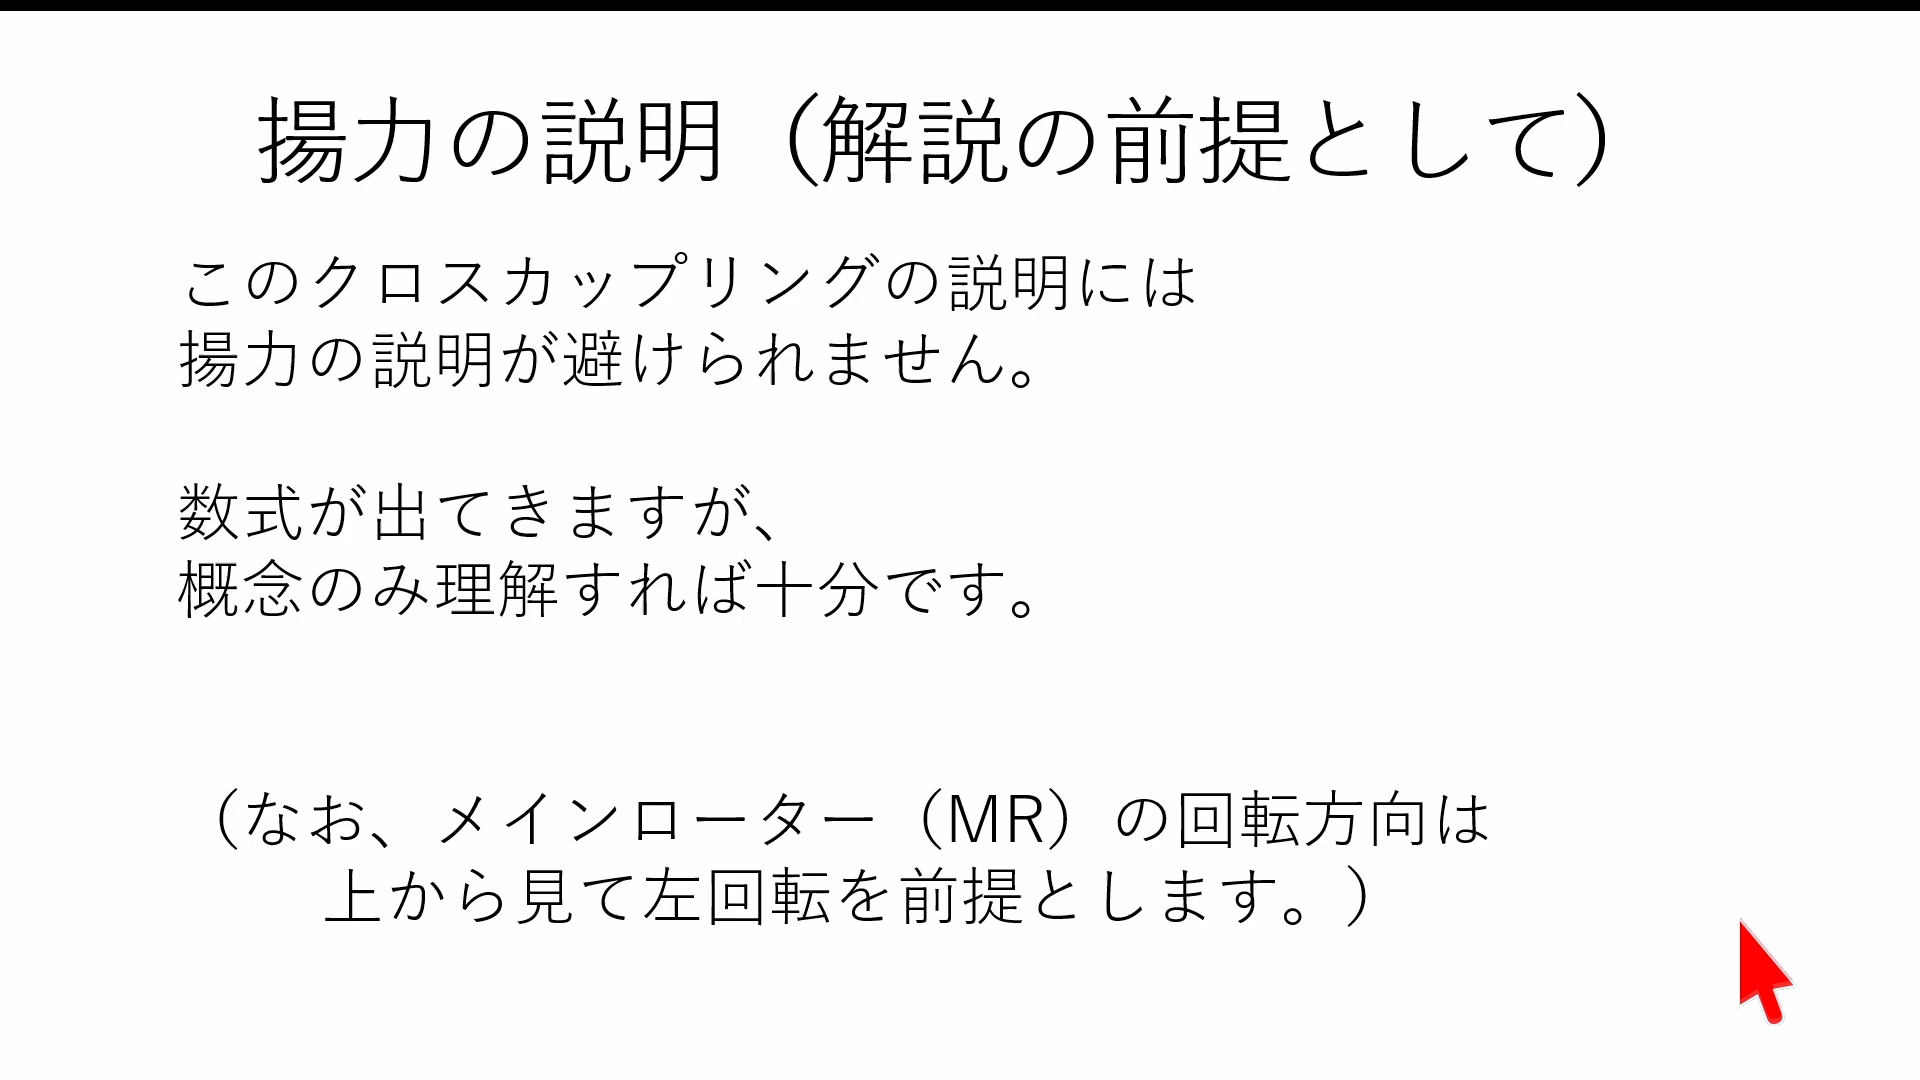 揚力の説明（解説の前提として）
このクロスカップリングの説明には
揚力の説明が避けられません。
数式が出てきますが、
概念のみ理解すれば十分です。
（なお、メインローター（MR）の回転方向は
上から見て左回転を前提とします。）